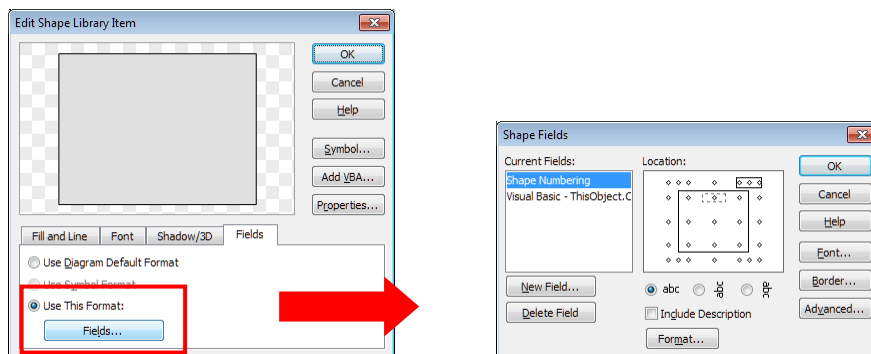 Edit Shape Library Item
OK
Cancel
Help
Symbol...
Add VBA...
Properties...
Fill and Line
Font
Shadow/3D
Fields
Use Diagram Default Format
Use Symbol Format
Use This Format:
Fields...
Shape Fields
Current Fields:
Shape Numbering
Visual Basic - ThisObject.C
New Field...
Delete Field
Location:
abc
abc
abc
Include Description
Format...
OK
Cancel
Help
Font...
Border...
Advanced...